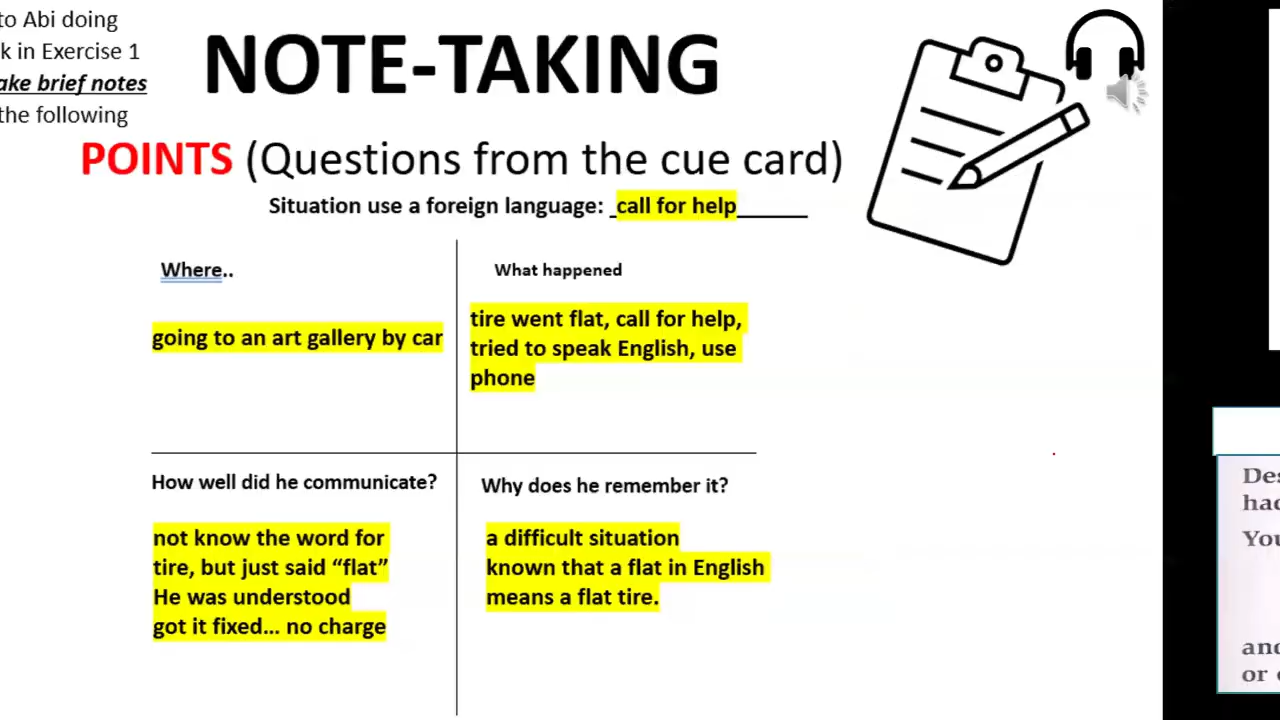 to Abi doing
k in Exercise 1
ake brief notes
the following
NOTE-TAKING
POINTS (Questions from the cue card)
Situation use a foreign language: _call for help______
Where..
going to an art gallery by car
What happened
tire went flat, call for help,
tried to speak English, use
phone
How well did he communicate?
not know the word for
tire, but just said “flat”
He was understood
got it fixed... no charge
Why does he remember it?
a difficult situation
known that a flat in English
means a flat tire.
Des
had
You
and
or